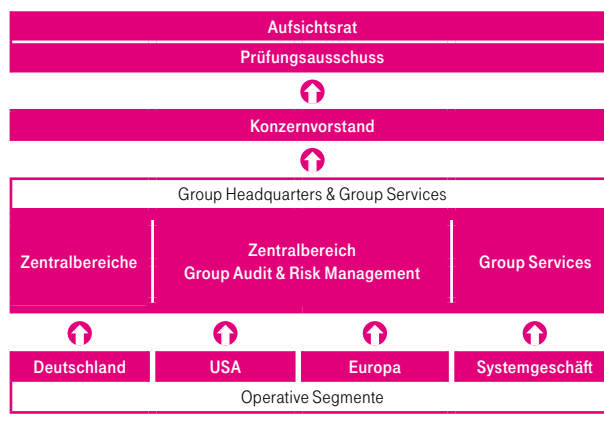 Aufsichtsrat
Prüfungsausschuss
Konzernvorstand
Group Headquarters & Group Services
Zentralbereiche
Zentralbereich
Group Audit & Risk Management
Group Services
Deutschland
USA
Europa
Systemgeschäft
Operative Segmente